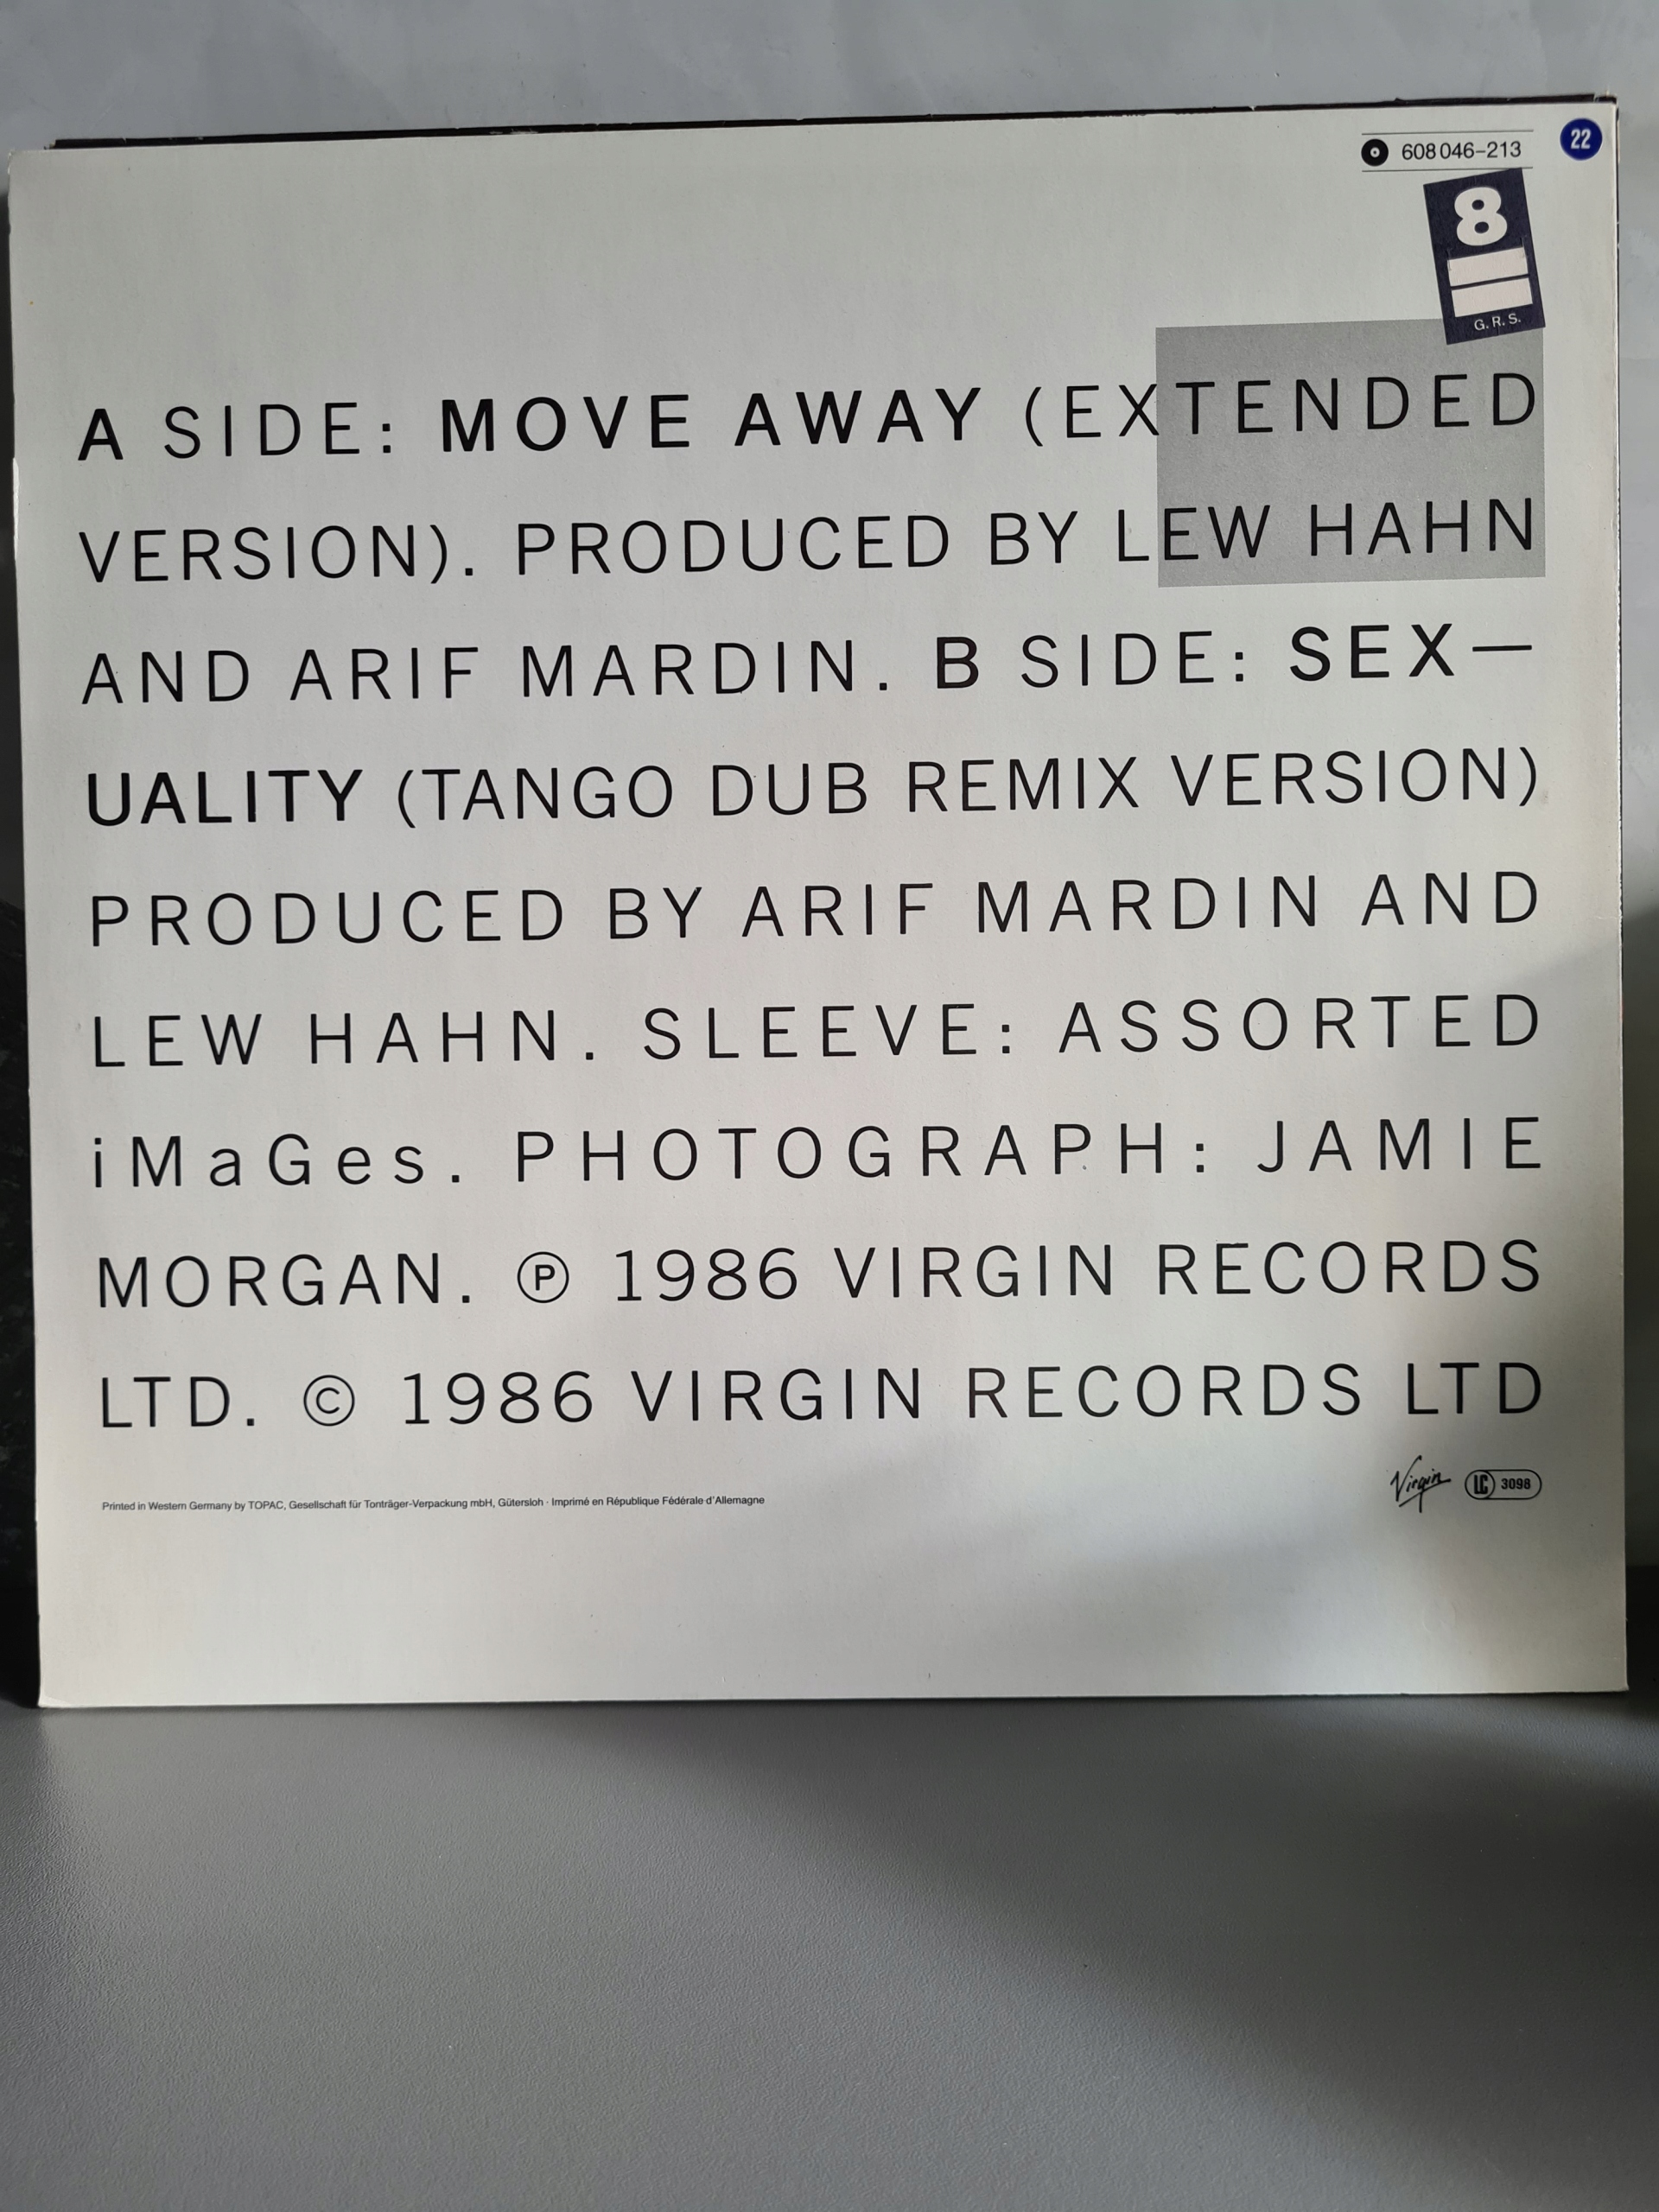 608 046-213
22
8
G.R.S.
A SIDE: MOVE AWAY (EXTENDED
VERSION). PRODUCED BY LEW HAHN
AND ARIF MARDIN. B SIDE: SEX—
UALITY (TANGO DUB REMIX VERSION)
PRODUCED BY ARIF MARDIN AND
LEW HAHN. SLEEVE: ASSORTED
iMaGes. PHOTOGRAPH: JAMIE
MORGAN. ℗ 1986 VIRGIN RECORDS
LTD. © 1986 VIRGIN RECORDS LTD
Virgin
LC 3098
Printed in Western Germany by TOPAC, Gesellschaft für Tonträger-Verpackung mbH, Gütersloh · Imprimé en République Fédérale d'Allemagne